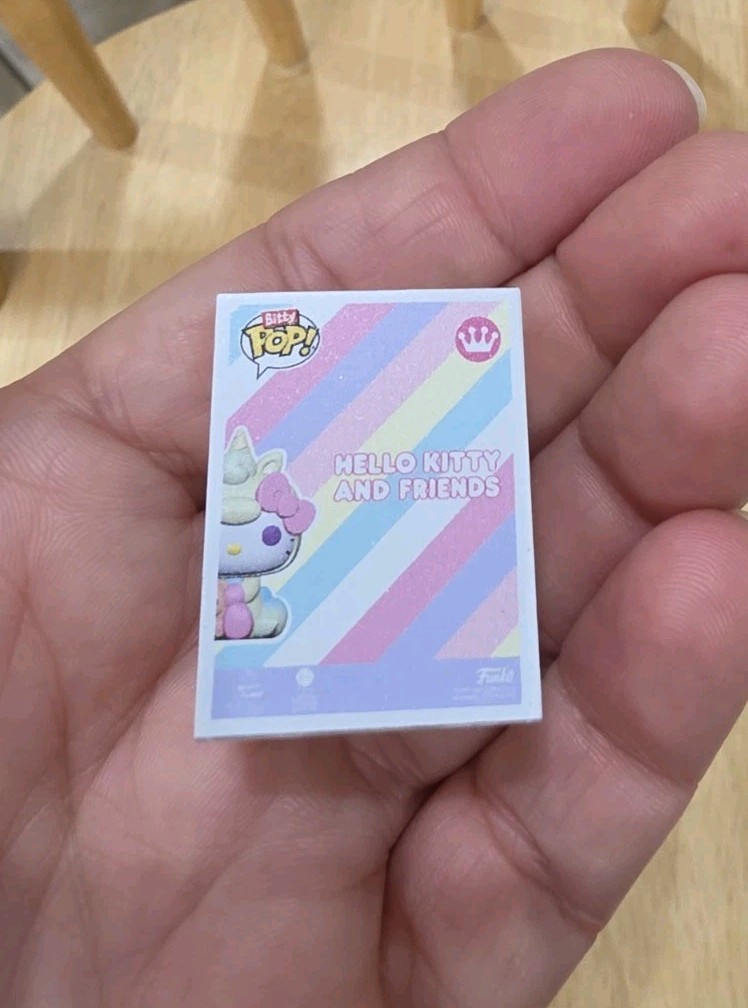 Bitty
POP!
HELLO KITTY
AND FRIENDS
Funko